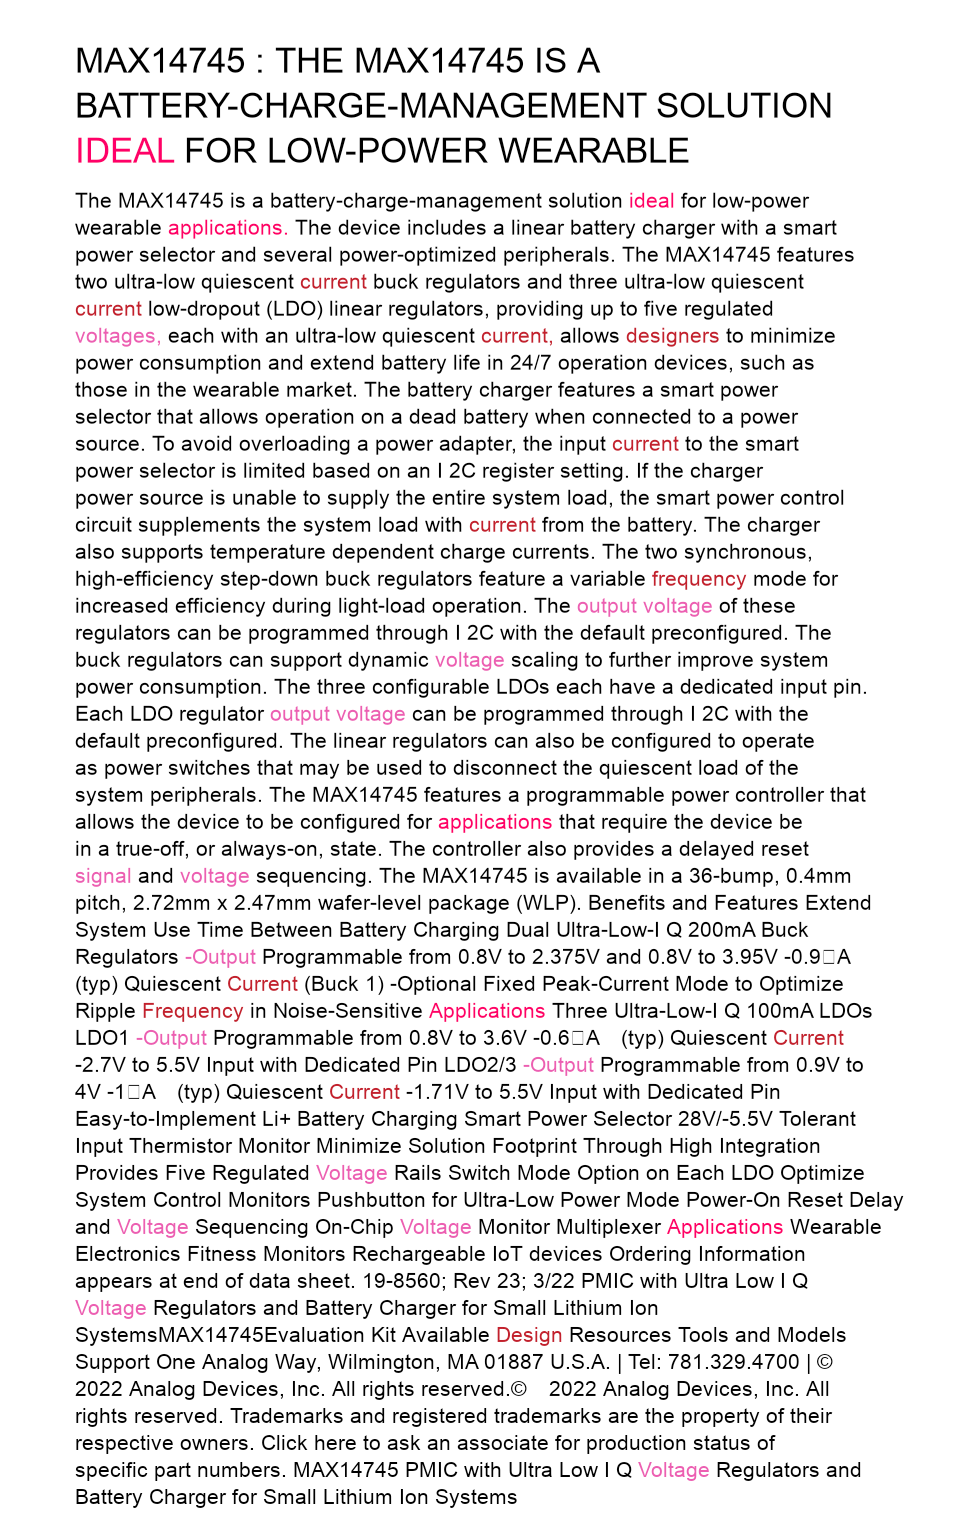 MAX14745 : THE MAX14745 IS A
BATTERY-CHARGE-MANAGEMENT SOLUTION
IDEAL FOR LOW-POWER WEARABLE
The MAX14745 is a battery-charge-management solution ideal for low-power
wearable applications. The device includes a linear battery charger with a smart
power selector and several power-optimized peripherals. The MAX14745 features
two ultra-low quiescent current buck regulators and three ultra-low quiescent
current low-dropout (LDO) linear regulators, providing up to five regulated
voltages, each with an ultra-low quiescent current, allows designers to minimize
power consumption and extend battery life in 24/7 operation devices, such as
those in the wearable market. The battery charger features a smart power
selector that allows operation on a dead battery when connected to a power
source. To avoid overloading a power adapter, the input current to the smart
power selector is limited based on an I 2C register setting. If the charger
power source is unable to supply the entire system load, the smart power control
circuit supplements the system load with current from the battery. The charger
also supports temperature dependent charge currents. The two synchronous,
high-efficiency step-down buck regulators feature a variable frequency mode for
increased efficiency during light-load operation. The output voltage of these
regulators can be programmed through I 2C with the default preconfigured. The
buck regulators can support dynamic voltage scaling to further improve system
power consumption. The three configurable LDOs each have a dedicated input pin.
Each LDO regulator output voltage can be programmed through I 2C with the
default preconfigured. The linear regulators can also be configured to operate
as power switches that may be used to disconnect the quiescent load of the
system peripherals. The MAX14745 features a programmable power controller that
allows the device to be configured for applications that require the device be
in a true-off, or always-on, state. The controller also provides a delayed reset
signal and voltage sequencing. The MAX14745 is available in a 36-bump, 0.4mm
pitch, 2.72mm x 2.47mm wafer-level package (WLP). Benefits and Features Extend
System Use Time Between Battery Charging Dual Ultra-Low-I Q 200mA Buck
Regulators -Output Programmable from 0.8V to 2.375V and 0.8V to 3.95V -0.9□A
(typ) Quiescent Current (Buck 1) -Optional Fixed Peak-Current Mode to Optimize
Ripple Frequency in Noise-Sensitive Applications Three Ultra-Low-I Q 100mA LDOs
LDO1 -Output Programmable from 0.8V to 3.6V -0.6□A (typ) Quiescent Current
-2.7V to 5.5V Input with Dedicated Pin LDO2/3 -Output Programmable from 0.9V to
4V -1□A (typ) Quiescent Current -1.71V to 5.5V Input with Dedicated Pin
Easy-to-Implement Li+ Battery Charging Smart Power Selector 28V/-5.5V Tolerant
Input Thermistor Monitor Minimize Solution Footprint Through High Integration
Provides Five Regulated Voltage Rails Switch Mode Option on Each LDO Optimize
System Control Monitors Pushbutton for Ultra-Low Power Mode Power-On Reset Delay
and Voltage Sequencing On-Chip Voltage Monitor Multiplexer Applications Wearable
Electronics Fitness Monitors Rechargeable IoT devices Ordering Information
appears at end of data sheet. 19-8560; Rev 23; 3/22 PMIC with Ultra Low I Q
Voltage Regulators and Battery Charger for Small Lithium Ion
SystemsMAX14745Evaluation Kit Available Design Resources Tools and Models
Support One Analog Way, Wilmington, MA 01887 U.S.A. | Tel: 781.329.4700 | ©
2022 Analog Devices, Inc. All rights reserved.© 2022 Analog Devices, Inc. All
rights reserved. Trademarks and registered trademarks are the property of their
respective owners. Click here to ask an associate for production status of
specific part numbers. MAX14745 PMIC with Ultra Low I Q Voltage Regulators and
Battery Charger for Small Lithium Ion Systems